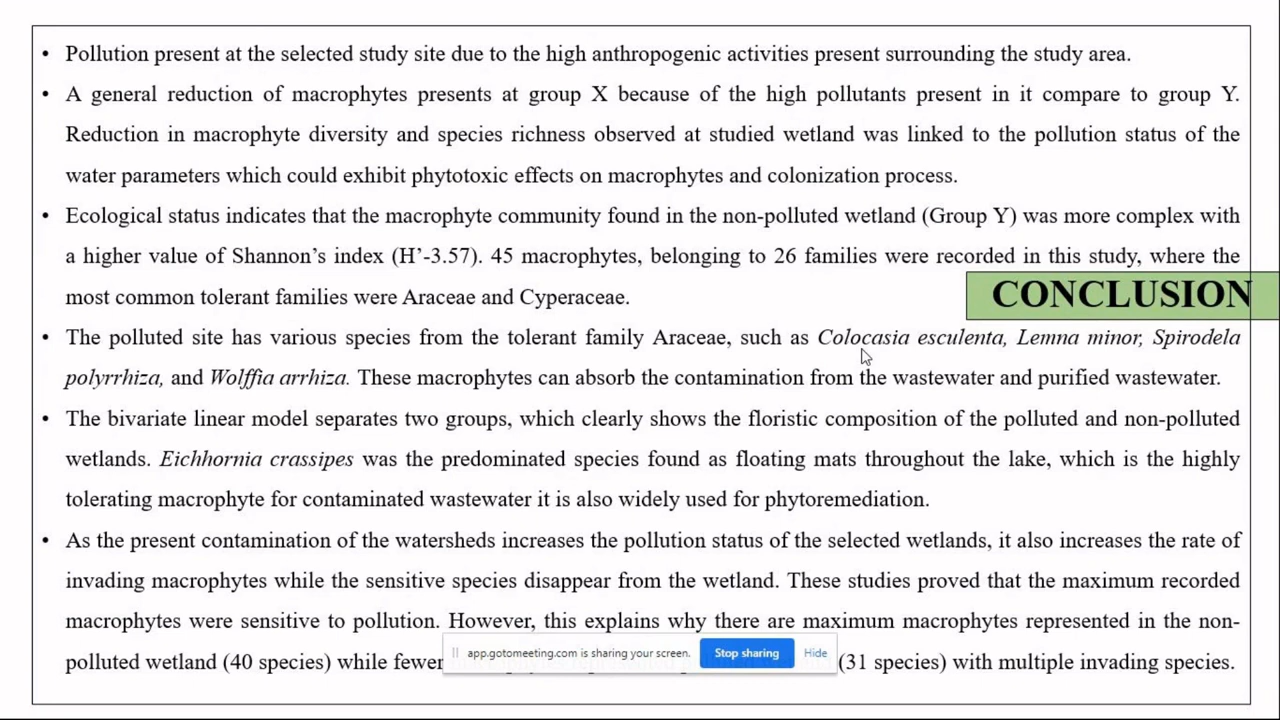 • Pollution present at the selected study site due to the high anthropogenic activities present surrounding the study area.
• A general reduction of macrophytes presents at group X because of the high pollutants present in it compare to group Y.
Reduction in macrophyte diversity and species richness observed at studied wetland was linked to the pollution status of the
water parameters which could exhibit phytotoxic effects on macrophytes and colonization process.
• Ecological status indicates that the macrophyte community found in the non-polluted wetland (Group Y) was more complex with
a higher value of Shannon's index (H'-3.57). 45 macrophytes, belonging to 26 families were recorded in this study, where the
most common tolerant families were Araceae and Cyperaceae.
CONCLUSION
• The polluted site has various species from the tolerant family Araceae, such as Colocasia esculenta, Lemna minor, Spirodela
polyrrhiza, and Wolffia arrhiza. These macrophytes can absorb the contamination from the wastewater and purified wastewater.
• The bivariate linear model separates two groups, which clearly shows the floristic composition of the polluted and non-polluted
wetlands. Eichhornia crassipes was the predominated species found as floating mats throughout the lake, which is the highly
tolerating macrophyte for contaminated wastewater it is also widely used for phytoremediation.
• As the present contamination of the watersheds increases the pollution status of the selected wetlands, it also increases the rate of
invading macrophytes while the sensitive species disappear from the wetland. These studies proved that the maximum recorded
macrophytes were sensitive to pollution. However, this explains why there are maximum macrophytes represented in the non-
polluted wetland (40 species) while fewer (31 species) with multiple invading species.
app.gotomeeting.com is sharing your screen. Stop sharing Hide